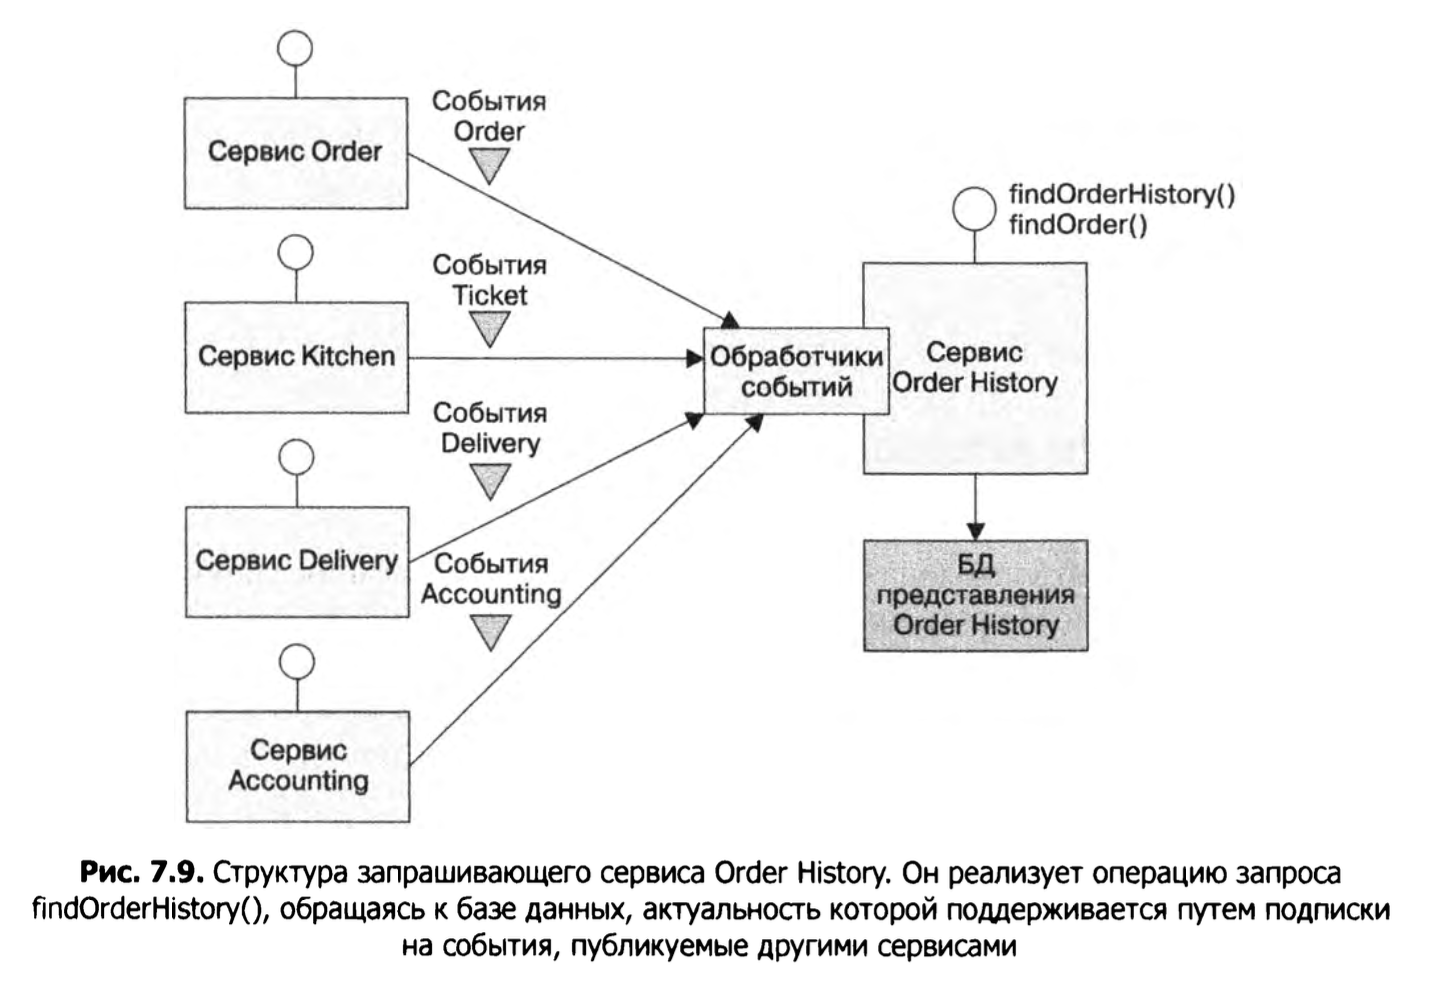 События
Order
Сервис Order
findOrderHistory()
findOrder()
События
Ticket
Сервис Kitchen
Обработчики
событий
Сервис
Order History
События
Delivery
Сервис Delivery
События
Accounting
БД
представления
Order History
Сервис
Accounting
Рис. 7.9. Структура запрашивающего сервиса Order History. Он реализует операцию запроса
findOrderHistory(), обращаясь к базе данных, актуальность которой поддерживается путем подписки
на события, публикуемые другими сервисами